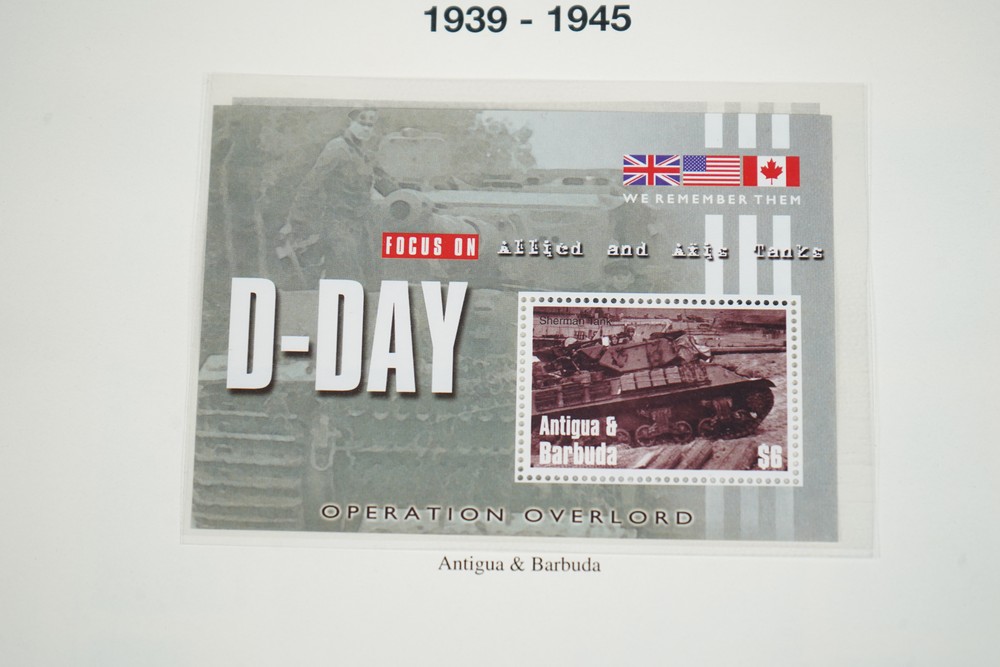 1939 - 1945
WE REMEMBER THEM
FOCUS ON Allied and Axis Tanks
D-DAY
Sherman Tank
Antigua &
Barbuda
$6
OPERATION OVERLORD
Antigua & Barbuda